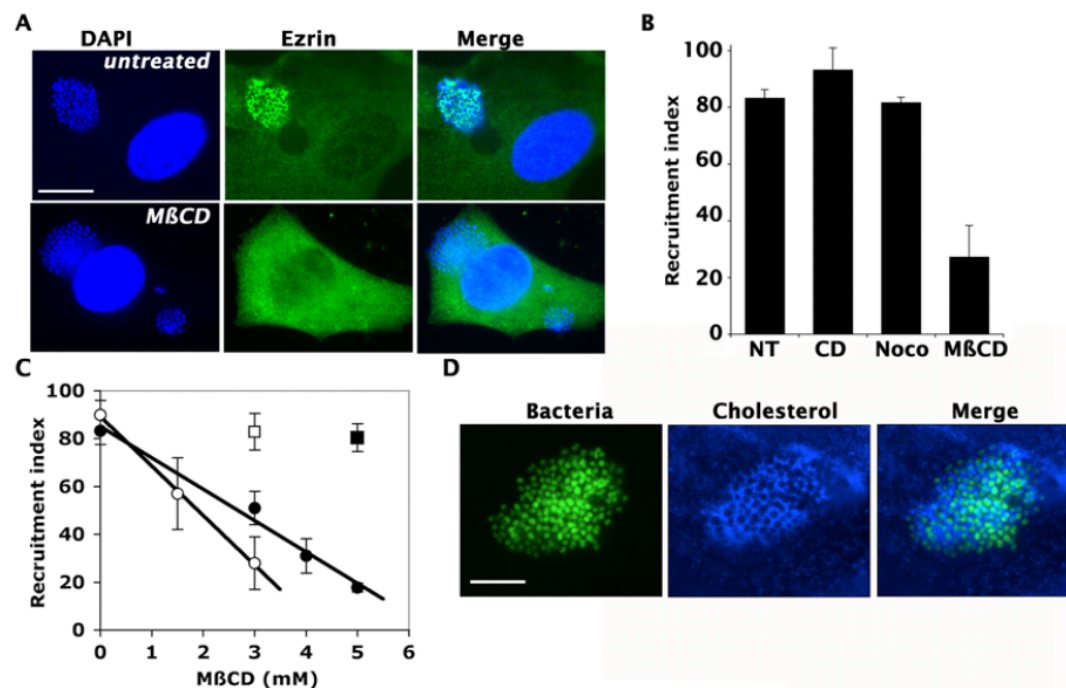 A
DAPI Ezrin Merge
untreated
MßCD
B
Recruitment index
100
80
60
40
20
0
NT CD Noco MßCD
C
Recruitment index
100
80
60
40
20
0
0 1 2 3 4 5 6
MßCD (mM)
D
Bacteria Cholesterol Merge